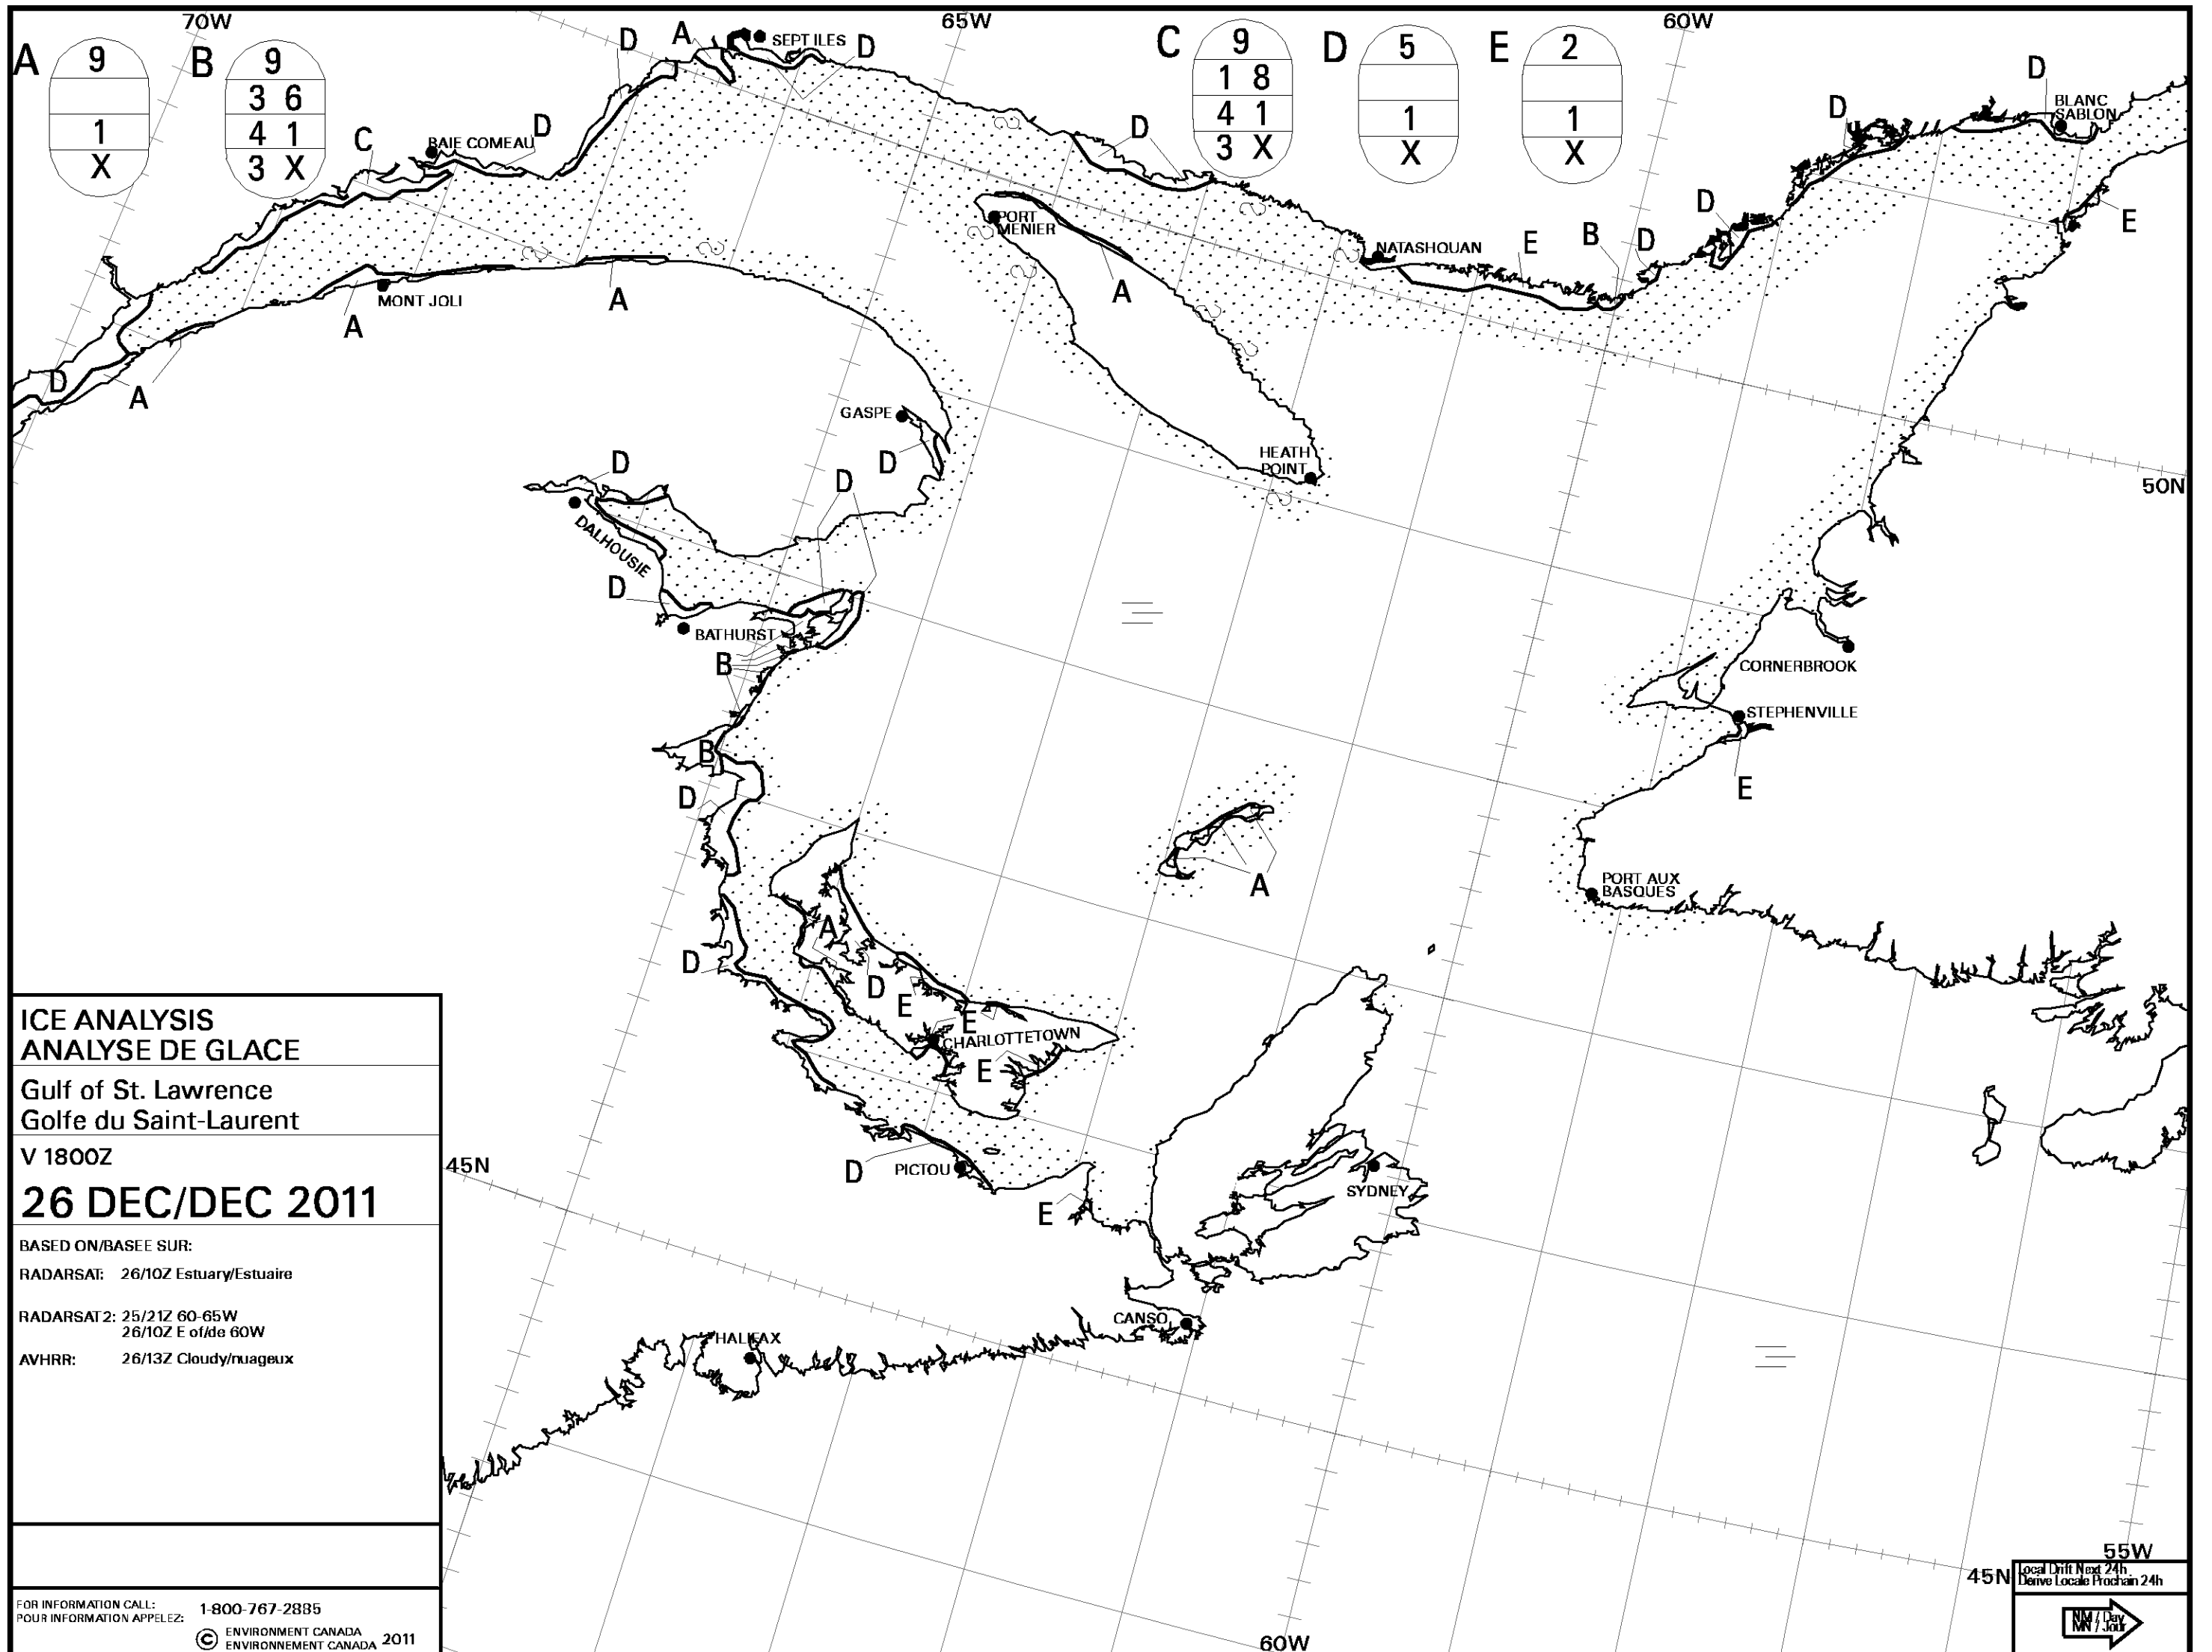 70W
65W
60W
A
9
1
X
B
9
3 6
4 1
3 X
C
9
1 8
4 1
3 X
D
5
1
X
E
2
1
X
D
A
SEPT ILES
D
D
BLANC
SABLON
D
C
BAIE COMEAU
D
D
PORT
MENIER
D
E
NATASHQUAN
E
B
D
A
MONT JOLI
A
A
D
A
GASPE
D
HEATH
POINT
50N
D
D
DALHOUSIE
D
BATHURST
B
CORNERBROOK
STEPHENVILLE
B
E
D
A
PORT AUX
BASQUES
A
D
D
E
E
CHARLOTTETOWN
E
D
PICTOU
45N
E
SYDNEY
CANSO
HALIFAX
ICE ANALYSIS
ANALYSE DE GLACE
Gulf of St. Lawrence
Golfe du Saint-Laurent
V 1800Z
26 DEC/DEC 2011
BASED ON/BASEE SUR:
RADARSAT: 26/10Z Estuary/Estuaire
RADARSAT2: 25/21Z 60-65W
26/10Z E of/de 60W
AVHRR: 26/13Z Cloudy/nuageux
FOR INFORMATION CALL:
POUR INFORMATION APPELEZ:
1-800-767-2885
© ENVIRONMENT CANADA
ENVIRONNEMENT CANADA 2011
55W
45N
60W
Local Drift Next 24h
Derive Locale Prochain 24h
NM / Day
MN / Jour